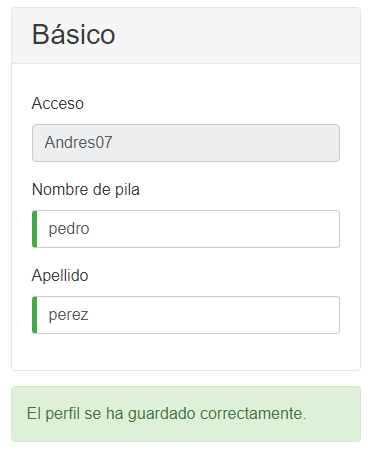 Básico
Acceso
Andres07
Nombre de pila
pedro
Apellido
perez
El perfil se ha guardado correctamente.